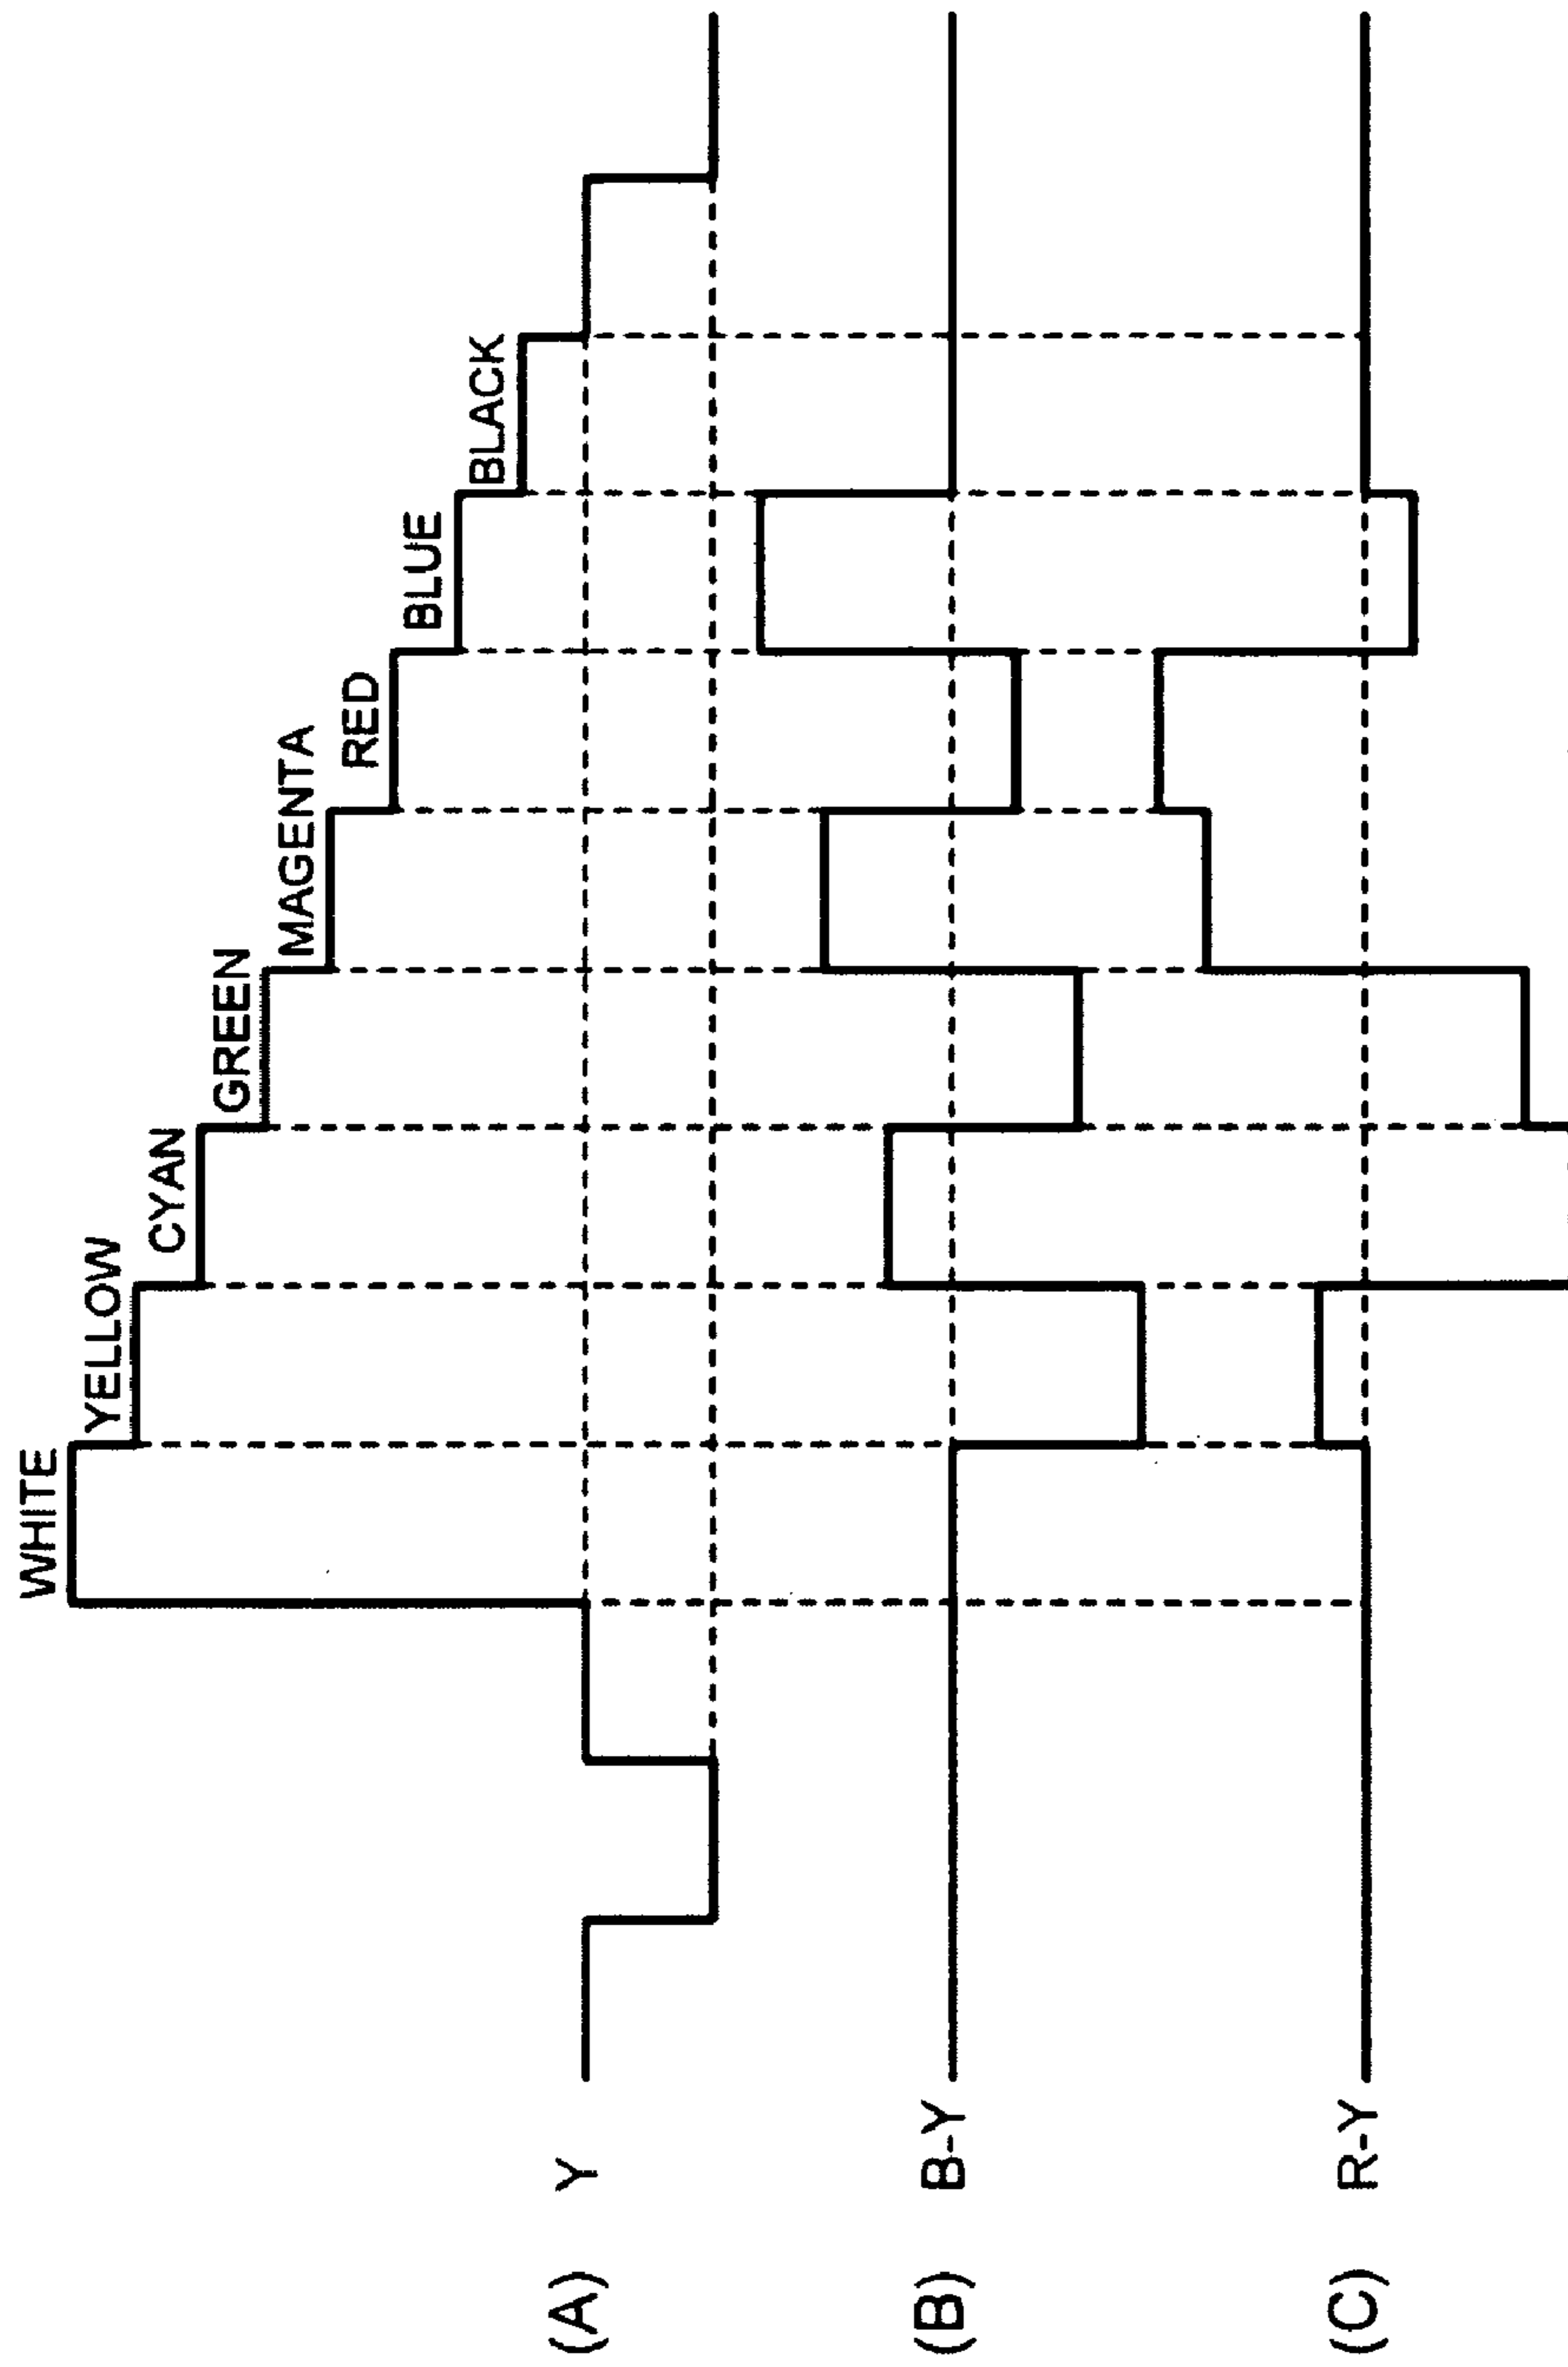 WHITE
YELLOW
CYAN
GREEN
MAGENTA
RED
BLUE
BLACK
(A) Y
(B) B-Y
(C) R-Y